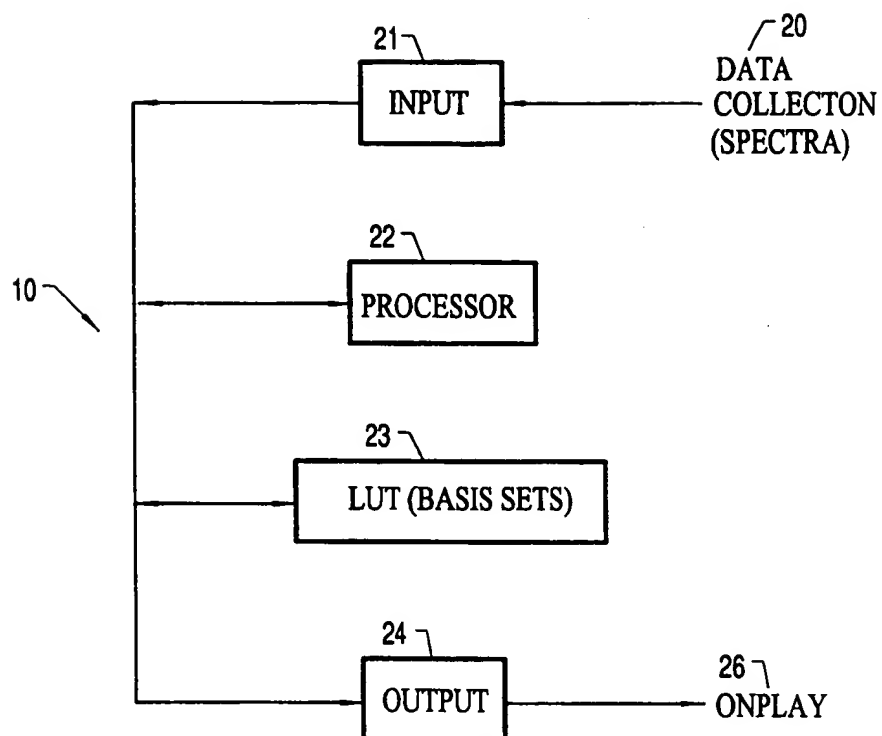 21
INPUT
20
DATA
COLLECTON
(SPECTRA)
22
PROCESSOR
10
23
LUT (BASIS SETS)
24
OUTPUT
26
ONPLAY